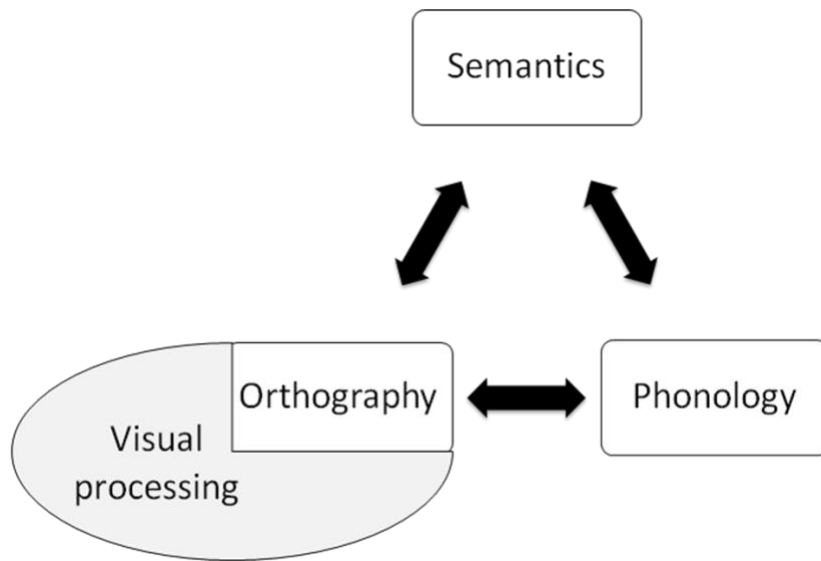 Semantics
Orthography
Phonology
Visual
processing